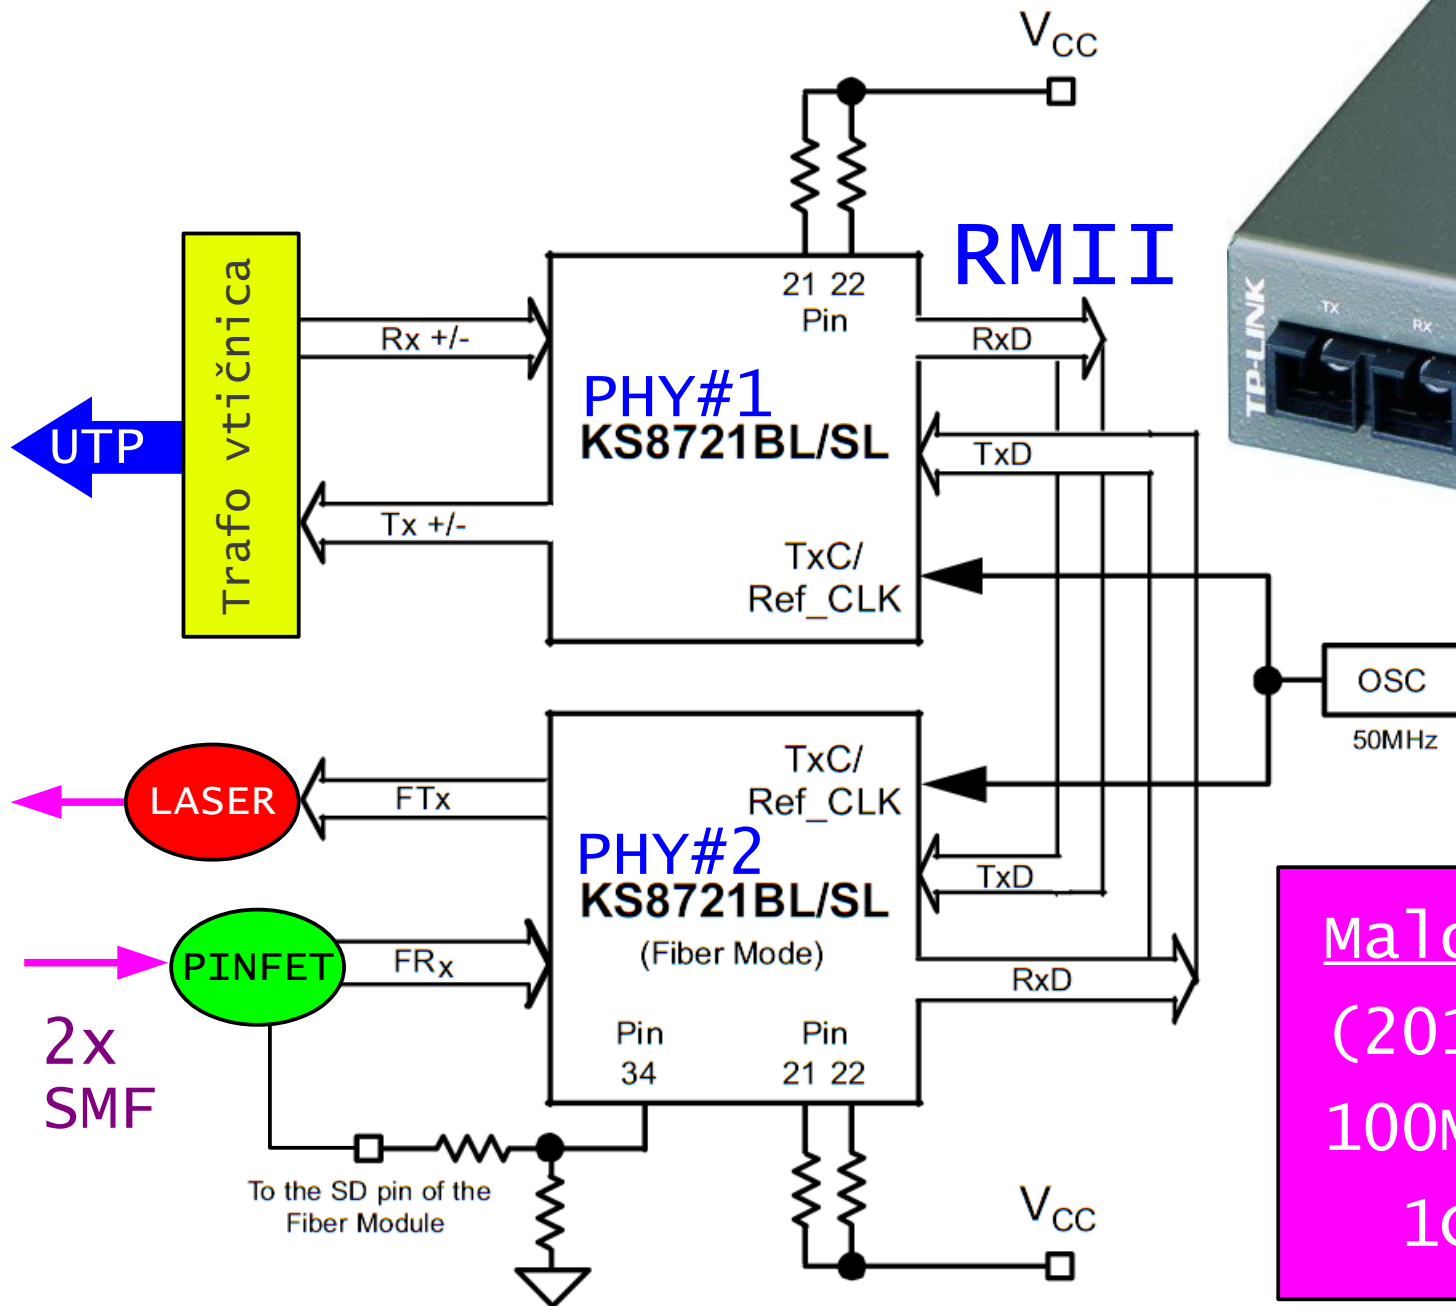 VCC
21 22
Pin
RMII
Rx +/-
RxD
PHY#1
KS8721BL/SL
TxD
UTP
Trafo vtičnica
Tx +/-
TxC/
Ref_CLK
TP-LINK
TX
RX
OSC
50MHz
TxC/
Ref_CLK
LASER
FTx
PHY#2
KS8721BL/SL
TxD
(Fiber Mode)
PINFET
FRx
RxD
2x
SMF
Pin
34
Pin
21 22
To the SD pin of the
Fiber Module
VCC